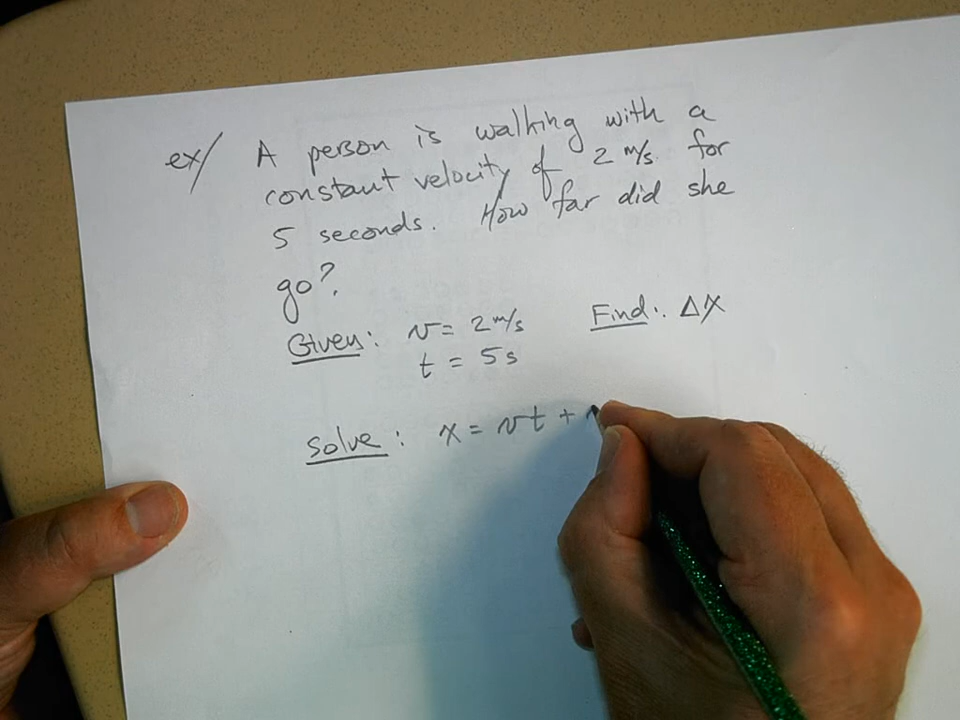 ex/ A person is walking with a
constant velocity of 2 m/s. for
5 seconds. How far did she
go?
Given: v = 2 m/s Find: Δx
t = 5 s
Solve: x = vt +